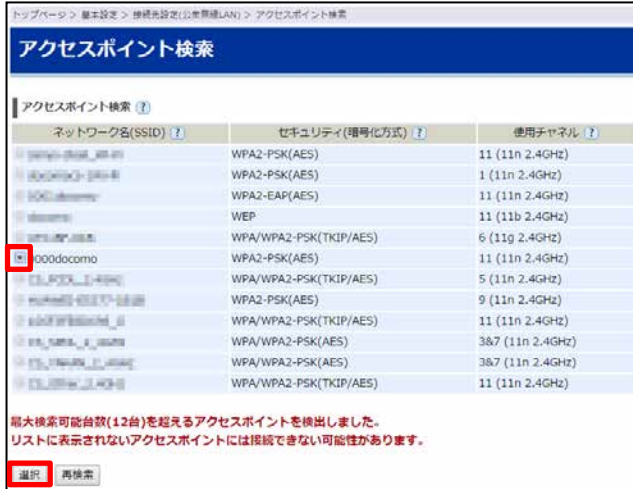 トップページ > 基本設定 > 接続先設定(公衆無線LAN) > アクセスポイント検索
アクセスポイント検索
アクセスポイント検索 ?
ネットワーク名(SSID) ? セキュリティ(暗号化方式) ? 使用チャネル ?
WPA2-PSK(AES) 11 (11n 2.4GHz)
WPA2-PSK(AES) 1 (11n 2.4GHz)
WPA2-EAP(AES) 11 (11n 2.4GHz)
WEP 11 (11b 2.4GHz)
WPA/WPA2-PSK(TKIP/AES) 6 (11g 2.4GHz)
0000docomo WPA2-PSK(AES) 11 (11n 2.4GHz)
WPA/WPA2-PSK(TKIP/AES) 5 (11n 2.4GHz)
WPA2-PSK(AES) 9 (11n 2.4GHz)
WPA/WPA2-PSK(TKIP/AES) 11 (11n 2.4GHz)
WPA/WPA2-PSK(AES) 3&7 (11n 2.4GHz)
WPA/WPA2-PSK(AES) 3&7 (11n 2.4GHz)
WPA/WPA2-PSK(TKIP/AES) 11 (11n 2.4GHz)
最大検索可能台数(12台)を超えるアクセスポイントを検出しました。
リストに表示されないアクセスポイントには接続できない可能性があります。
選択 再検索